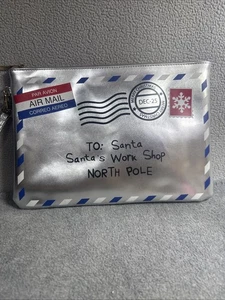 PAR AVION
AIR MAIL
CORREO AEREO
DEC-25
TO: Santa
Santa's Work Shop
NORTH POLE